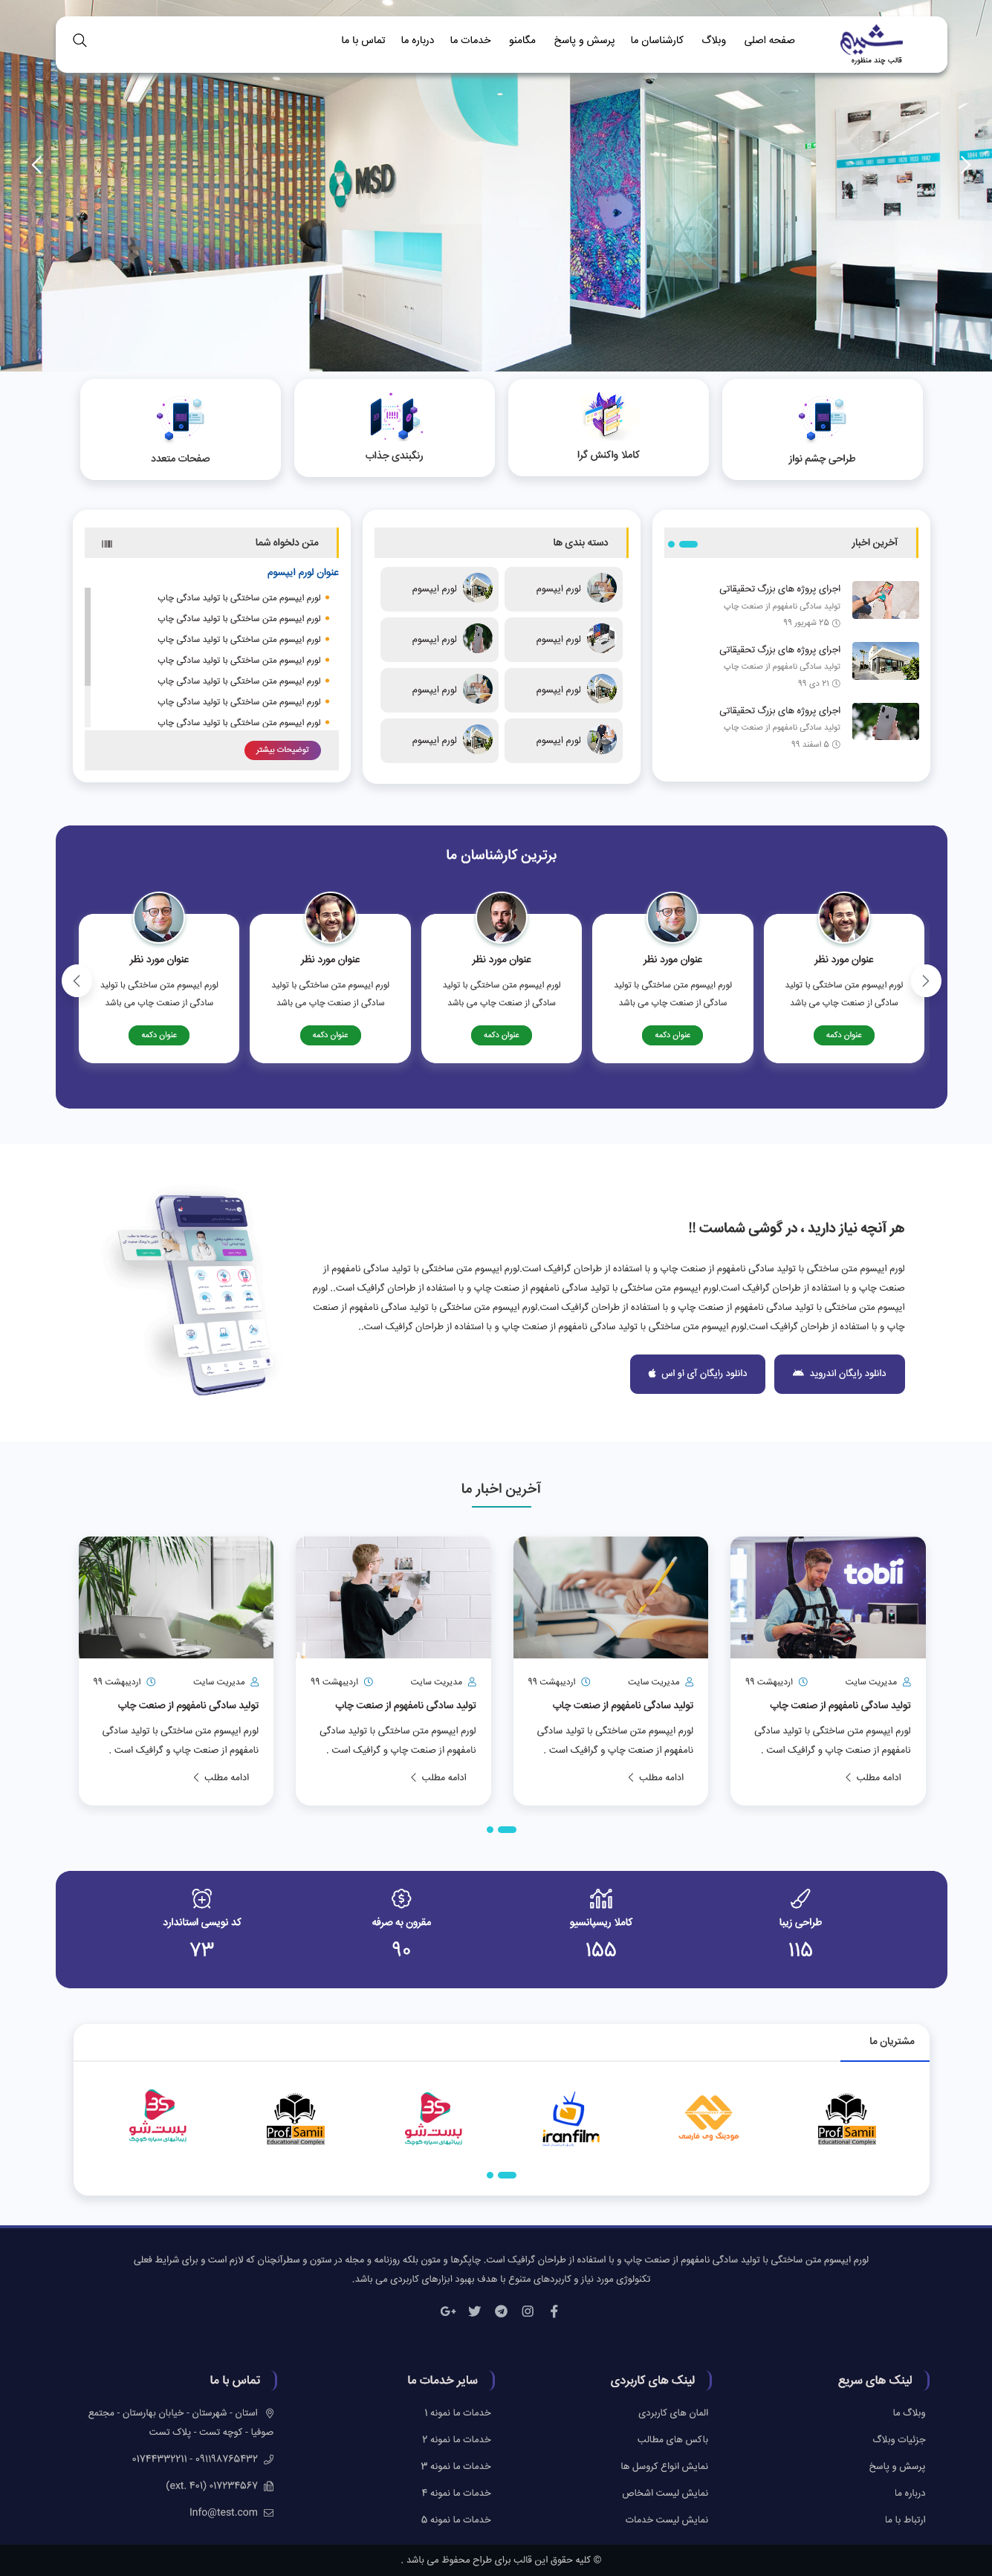 شمیم
قالب چند منظوره
صفحه اصلی
وبلاگ
کارشناسان ما
پرسش و پاسخ
مگامنو
خدمات ما
درباره ما
تماس با ما
MSD
طراحی چشم نواز
کاملا واکنش گرا
رنگبندی جذاب
صفحات متعدد
آخرین اخبار
اجرای پروژه های بزرگ تحقیقاتی
تولید سادگی نامفهوم از صنعت چاپ
۲۵ شهریور ۹۹
اجرای پروژه های بزرگ تحقیقاتی
تولید سادگی نامفهوم از صنعت چاپ
۲۱ دی ۹۹
اجرای پروژه های بزرگ تحقیقاتی
تولید سادگی نامفهوم از صنعت چاپ
۵ اسفند ۹۹
دسته بندی ها
لورم ایپسوم
لورم ایپسوم
لورم ایپسوم
لورم ایپسوم
لورم ایپسوم
لورم ایپسوم
لورم ایپسوم
لورم ایپسوم
متن دلخواه شما
عنوان لورم ایپسوم
لورم ایپسوم متن ساختگی با تولید سادگی چاپ
لورم ایپسوم متن ساختگی با تولید سادگی چاپ
لورم ایپسوم متن ساختگی با تولید سادگی چاپ
لورم ایپسوم متن ساختگی با تولید سادگی چاپ
لورم ایپسوم متن ساختگی با تولید سادگی چاپ
لورم ایپسوم متن ساختگی با تولید سادگی چاپ
لورم ایپسوم متن ساختگی با تولید سادگی چاپ
توضیحات بیشتر
برترین کارشناسان ما
عنوان مورد نظر
لورم ایپسوم متن ساختگی با تولید
سادگی از صنعت چاپ می باشد
عنوان دکمه
عنوان مورد نظر
لورم ایپسوم متن ساختگی با تولید
سادگی از صنعت چاپ می باشد
عنوان دکمه
عنوان مورد نظر
لورم ایپسوم متن ساختگی با تولید
سادگی از صنعت چاپ می باشد
عنوان دکمه
عنوان مورد نظر
لورم ایپسوم متن ساختگی با تولید
سادگی از صنعت چاپ می باشد
عنوان دکمه
عنوان مورد نظر
لورم ایپسوم متن ساختگی با تولید
سادگی از صنعت چاپ می باشد
عنوان دکمه
هر آنچه نیاز دارید ، در گوشی شماست !!
لورم ایپسوم متن ساختگی با تولید سادگی نامفهوم از صنعت چاپ و با استفاده از طراحان گرافیک است.لورم ایپسوم متن ساختگی با تولید سادگی نامفهوم از
صنعت چاپ و با استفاده از طراحان گرافیک است.لورم ایپسوم متن ساختگی با تولید سادگی نامفهوم از صنعت چاپ و با استفاده از طراحان گرافیک است.. لورم
ایپسوم متن ساختگی با تولید سادگی نامفهوم از صنعت چاپ و با استفاده از طراحان گرافیک است.لورم ایپسوم متن ساختگی با تولید سادگی نامفهوم از صنعت
چاپ و با استفاده از طراحان گرافیک است.لورم ایپسوم متن ساختگی با تولید سادگی نامفهوم از صنعت چاپ و با استفاده از طراحان گرافیک است..
دانلود رایگان اندروید
دانلود رایگان آی او اس
آخرین اخبار ما
tobii
مدیریت سایت
اردیبهشت ۹۹
تولید سادگی نامفهوم از صنعت چاپ
لورم ایپسوم متن ساختگی با تولید سادگی
نامفهوم از صنعت چاپ و گرافیک است .
ادامه مطلب
مدیریت سایت
اردیبهشت ۹۹
تولید سادگی نامفهوم از صنعت چاپ
لورم ایپسوم متن ساختگی با تولید سادگی
نامفهوم از صنعت چاپ و گرافیک است .
ادامه مطلب
مدیریت سایت
اردیبهشت ۹۹
تولید سادگی نامفهوم از صنعت چاپ
لورم ایپسوم متن ساختگی با تولید سادگی
نامفهوم از صنعت چاپ و گرافیک است .
ادامه مطلب
مدیریت سایت
اردیبهشت ۹۹
تولید سادگی نامفهوم از صنعت چاپ
لورم ایپسوم متن ساختگی با تولید سادگی
نامفهوم از صنعت چاپ و گرافیک است .
ادامه مطلب
طراحی زیبا
۱۱۵
کاملا ریسپانسیو
۱۵۵
مقرون به صرفه
۹۰
کد نویسی استاندارد
۷۳
مشتریان ما
Prof.Samii
Educational Complex
مودینگ وی فارسی
iranfilm
بست شو
زیبائیهای سیاره کوچک
Prof.Samii
Educational Complex
بست شو
زیبائیهای سیاره کوچک
لورم ایپسوم متن ساختگی با تولید سادگی نامفهوم از صنعت چاپ و با استفاده از طراحان گرافیک است. چاپگرها و متون بلکه روزنامه و مجله در ستون و سطرآنچنان که لازم است و برای شرایط فعلی
تکنولوژی مورد نیاز و کاربردهای متنوع با هدف بهبود ابزارهای کاربردی می باشد.
لینک های سریع
وبلاگ ما
جزئیات وبلاگ
پرسش و پاسخ
درباره ما
ارتباط با ما
لینک های کاربردی
المان های کاربردی
باکس های مطالب
نمایش انواع کروسل ها
نمایش لیست اشخاص
نمایش لیست خدمات
سایر خدمات ما
خدمات ما نمونه ۱
خدمات ما نمونه ۲
خدمات ما نمونه ۳
خدمات ما نمونه ۴
خدمات ما نمونه ۵
تماس با ما
استان - شهرستان - خیابان بهارستان - مجتمع
صوفیا - کوچه تست - پلاک تست
۰۹۱۱۹۸۷۶۵۴۳۲ - ۰۱۷۴۴۳۳۲۲۱۱
۰۱۷۲۳۴۵۶۷ (ext. ۴۰۱)
Info@test.com
© کلیه حقوق این قالب برای طراح محفوظ می باشد .